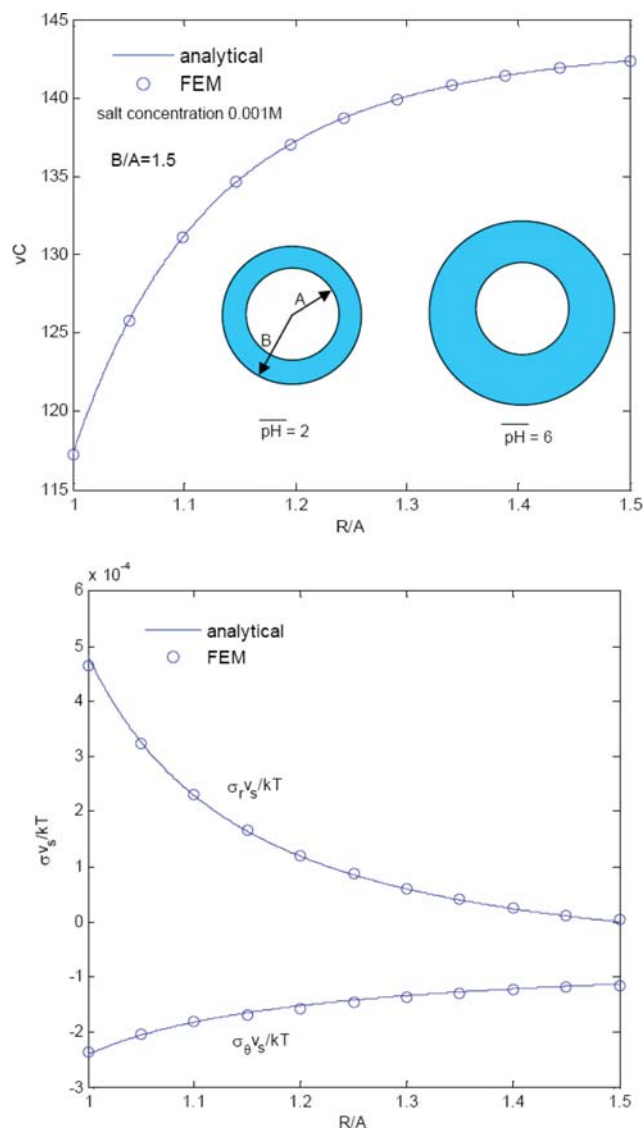 145
analytical
FEM
140
salt concentration 0.001M
B/A=1.5
135
vC
130
A
125
B
120
pH = 2
pH = 6
115
1
1.1
1.2
1.3
1.4
1.5
R/A
x 10⁻⁴
6
analytical
5
FEM
4
3
σᵣvₛ/kT
2
σvₛ/kT
1
0
-1
-2
σ_θvₛ/kT
-3
1
1.1
1.2
1.3
1.4
1.5
R/A